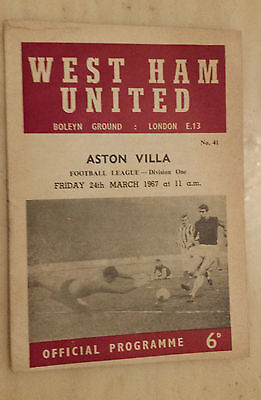 WEST HAM
UNITED
BOLEYN GROUND : LONDON E.13
No. 41
ASTON VILLA
FOOTBALL LEAGUE — Division One
FRIDAY 24th MARCH 1967 at 11 a.m.
OFFICIAL PROGRAMME 6D